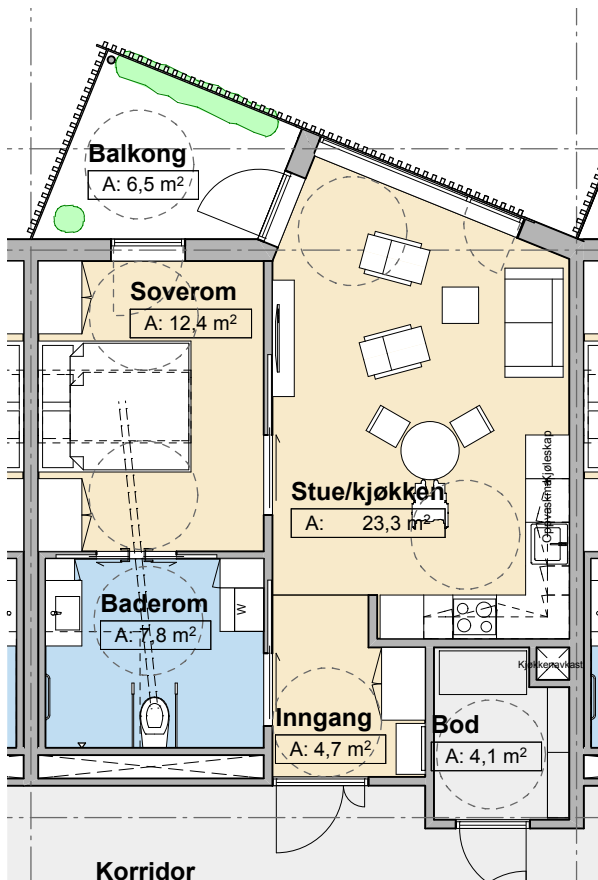 Balkong
A: 6,5 m²
Soverom
A: 12,4 m²
Stue/kjøkken
A: 23,3 m²
Kjøleskap
Baderom
A: 7,8 m²
W
Kjøkkenavkast
Inngang
A: 4,7 m²
Bod
A: 4,1 m²
Korridor